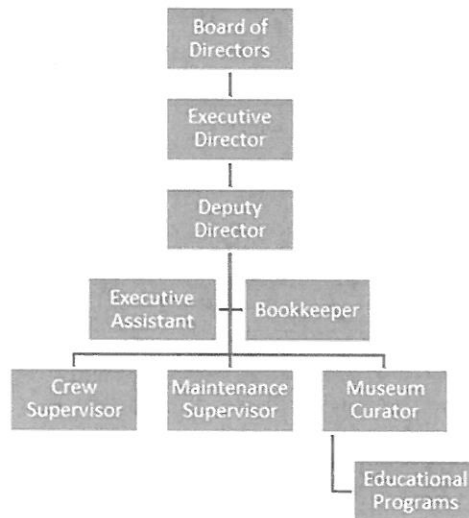 Board of
Directors
Executive
Director
Deputy
Director
Executive
Assistant
Bookkeeper
Crew
Supervisor
Maintenance
Supervisor
Museum
Curator
Educational
Programs